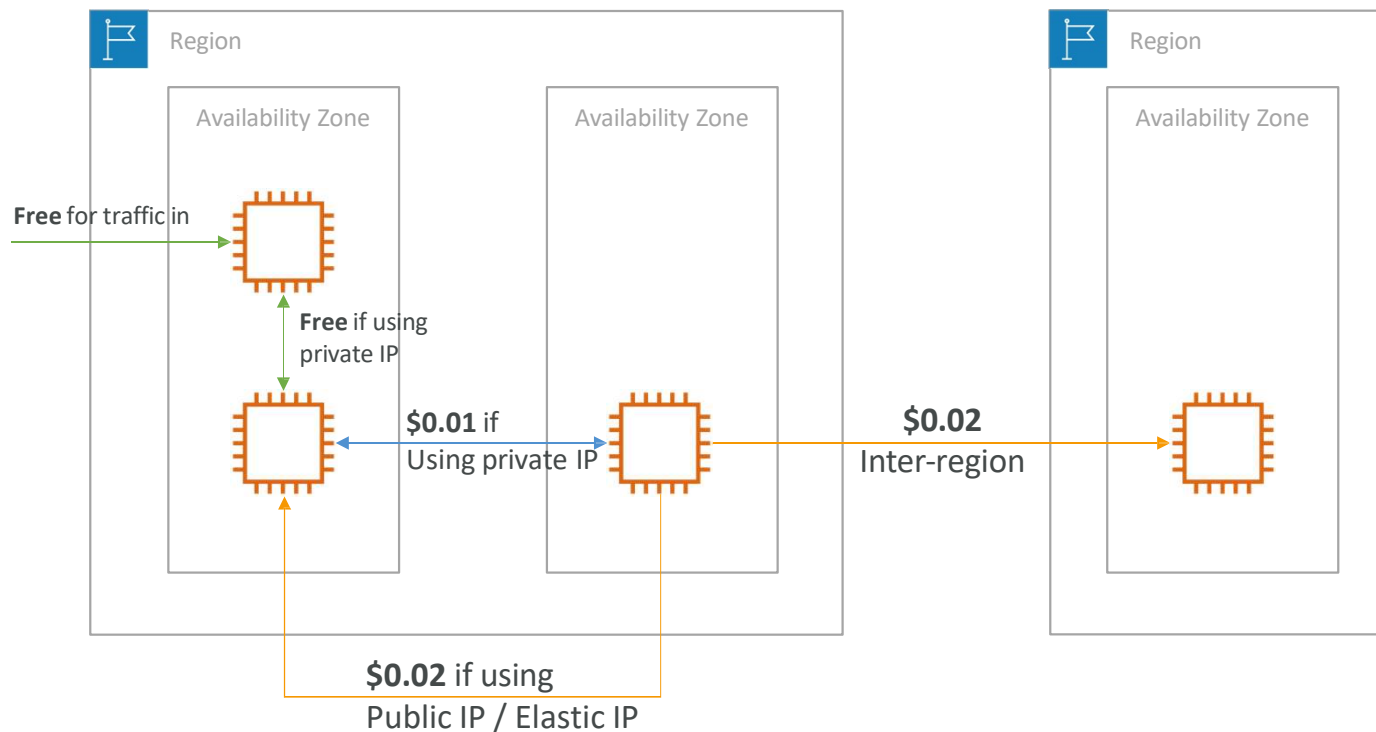 Region
Region
Availability Zone
Availability Zone
Availability Zone
Free for traffic in
Free if using
private IP
$0.01 if
Using private IP
$0.02
Inter-region
$0.02 if using
Public IP / Elastic IP